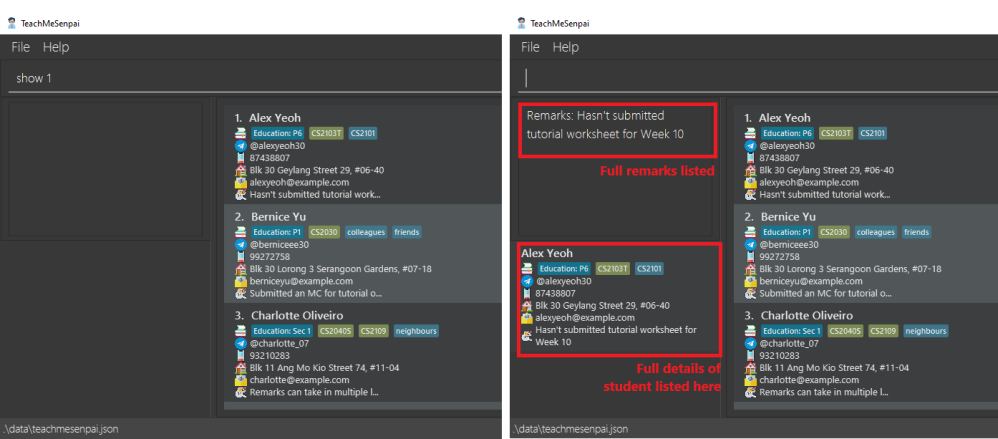 TeachMeSenpai
File Help
show 1
1. Alex Yeoh
Education: P6 CS2103T CS2101
@alexyeoh30
87438807
Blk 30 Geylang Street 29, #06-40
alexyeoh@example.com
Hasn't submitted tutorial work...
2. Bernice Yu
Education: P1 CS2030 colleagues friends
@berniceee30
99272758
Blk 30 Lorong 3 Serangoon Gardens, #07-18
berniceyu@example.com
Submitted an MC for tutorial o...
3. Charlotte Oliveiro
Education: Sec 1 CS2040S CS2109 neighbours
@charlotte_07
93210283
Blk 11 Ang Mo Kio Street 74, #11-04
charlotte@example.com
Remarks can take in multiple l...
.\data\teachmesenpai.json
TeachMeSenpai
File Help
Remarks: Hasn't submitted
tutorial worksheet for Week 10
Full remarks listed
Alex Yeoh
Education: P6 CS2103T CS2101
@alexyeoh30
87438807
Blk 30 Geylang Street 29, #06-40
alexyeoh@example.com
Hasn't submitted tutorial worksheet for
Week 10
Full details of
student listed here
1. Alex Yeoh
Education: P6 CS2103T CS2101
@alexyeoh30
87438807
Blk 30 Geylang Street 29, #06-40
alexyeoh@example.com
Hasn't submitted tutorial work...
2. Bernice Yu
Education: P1 CS2030 colleagues friends
@berniceee30
99272758
Blk 30 Lorong 3 Serangoon Gardens, #07-18
berniceyu@example.com
Submitted an MC for tutorial o...
3. Charlotte Oliveiro
Education: Sec 1 CS2040S CS2109 neighbours
@charlotte_07
93210283
Blk 11 Ang Mo Kio Street 74, #11-04
charlotte@example.com
Remarks can take in multiple l...
.\data\teachmesenpai.json